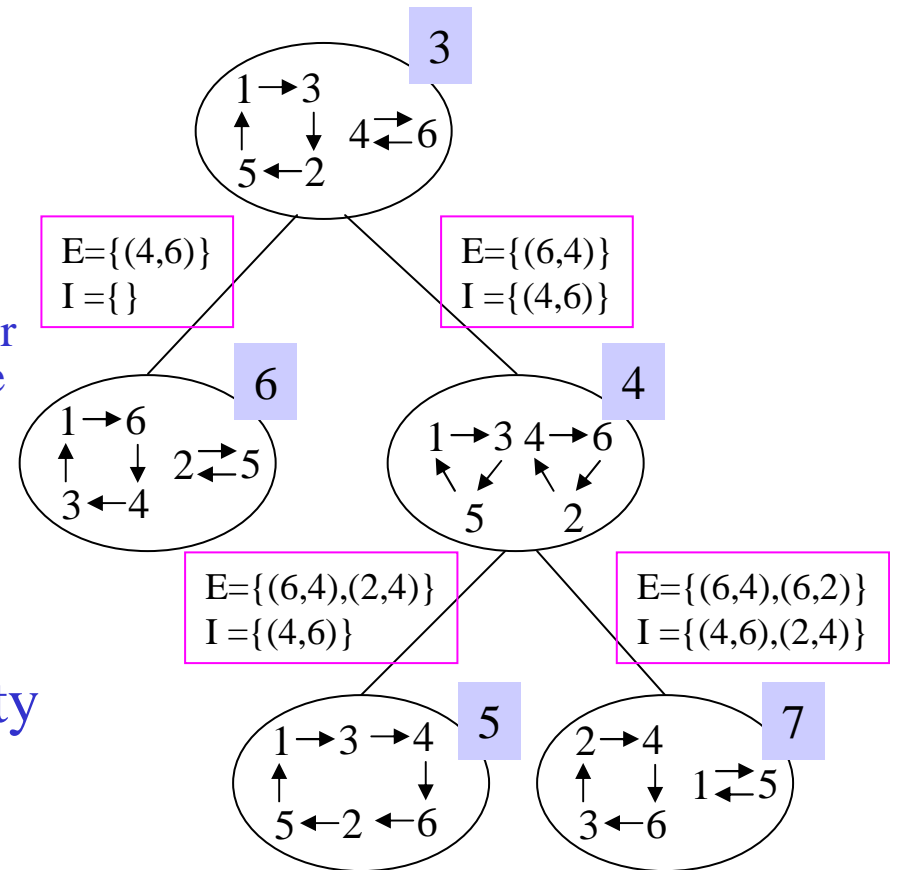 3
1→3
4⇄6
5←2
E={(4,6)}
I ={}
E={(6,4)}
I ={(4,6)}
r
e
6
1→6
2⇄5
3←4
4
1→3 4→6
5 2
E={(6,4),(2,4)}
I ={(4,6)}
E={(6,4),(6,2)}
I ={(4,6),(2,4)}
ty
5
1→3→4
5←2←6
7
2→4
1⇄5
3←6